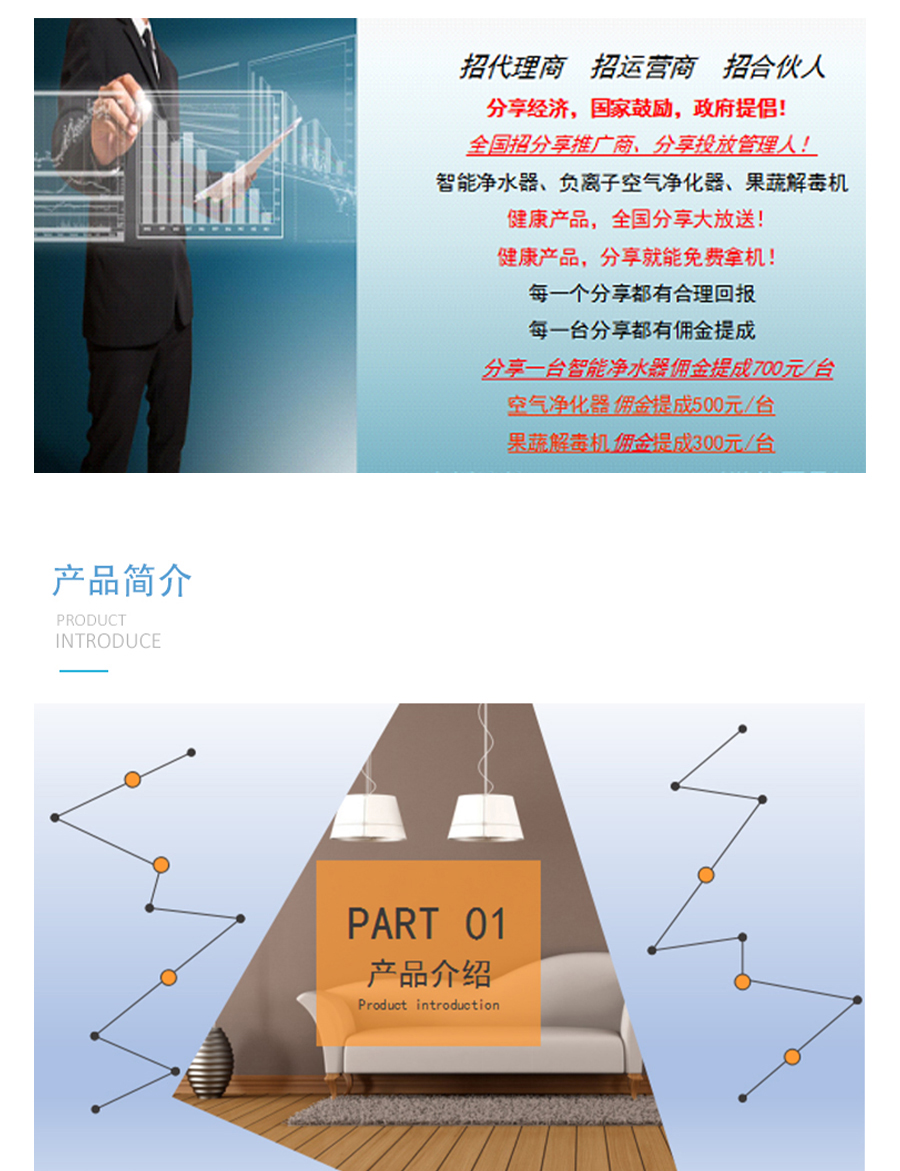 招代理商 招运营商 招合伙人
分享经济，国家鼓励，政府提倡！
全国招分享推广商、分享投放管理人！
智能净水器、负离子空气净化器、果蔬解毒机
健康产品，全国分享大放送！
健康产品，分享就能免费拿机！
每一个分享都有合理回报
每一台分享都有佣金提成
分享一台智能净水器佣金提成700元/台
空气净化器佣金提成500元/台
果蔬解毒机佣金提成300元/台
产品简介
PRODUCT
INTRODUCE
PART 01
产品介绍
Product introduction